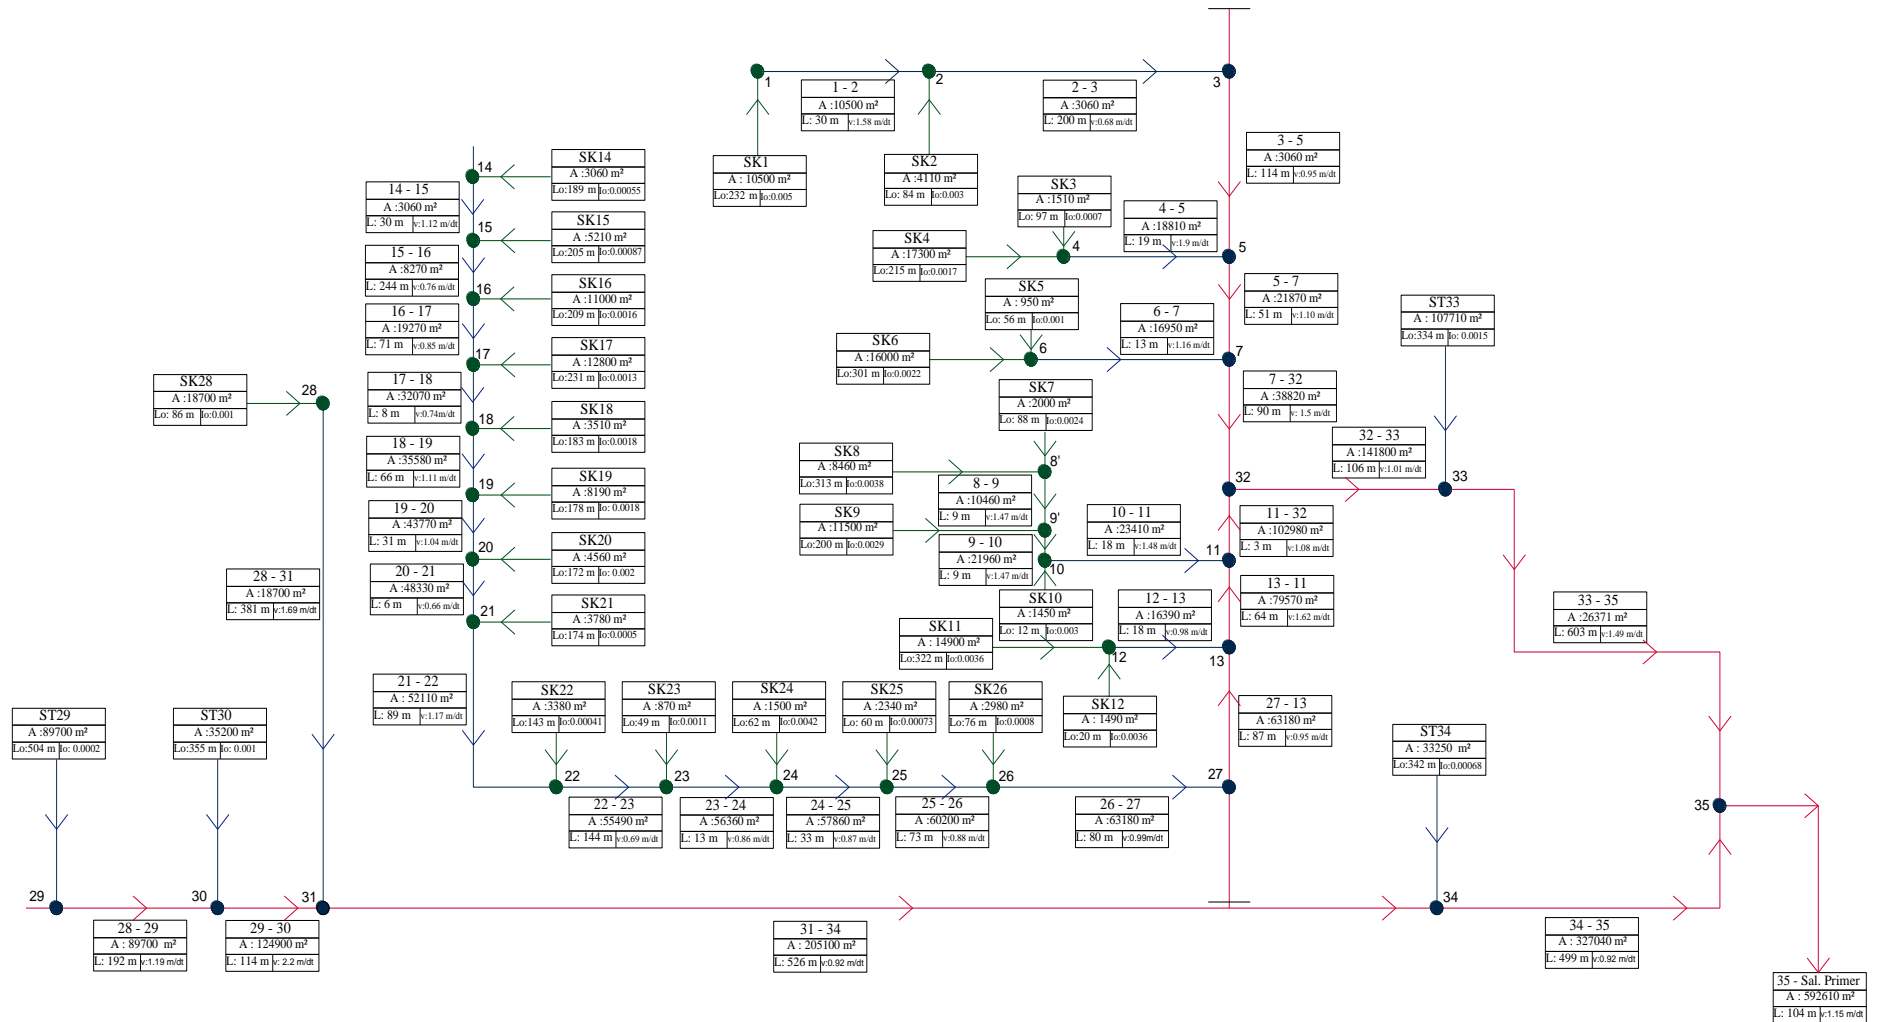 1
2
3
1 - 2
A :10500 m²
L: 30 m v:1.58 m/dt
2 - 3
A :3060 m²
L: 200 m v:0.68 m/dt
SK1
A : 10500 m²
Lo:232 m Io:0.005
SK2
A :4110 m²
Lo: 84 m Io:0.003
3 - 5
A :3060 m²
L: 114 m v:0.95 m/dt
SK3
A :1510 m²
Lo: 97 m Io:0.0007
4 - 5
A :18810 m²
L: 19 m v:1.9 m/dt
SK4
A :17300 m²
Lo:215 m Io:0.0017
4
5
14
SK14
A :3060 m²
Lo:189 m Io:0.00055
14 - 15
A :3060 m²
L: 30 m v:1.12 m/dt
15
SK15
A :5210 m²
Lo:205 m Io:0.00087
15 - 16
A :8270 m²
L: 244 m v:0.76 m/dt
16
SK16
A :11000 m²
Lo:209 m Io:0.0016
16 - 17
A :19270 m²
L: 71 m v:0.85 m/dt
17
SK17
A :12800 m²
Lo:231 m Io:0.0013
17 - 18
A :32070 m²
L: 8 m v:0.74m/dt
18
SK18
A :3510 m²
Lo:183 m Io:0.0018
18 - 19
A :35580 m²
L: 66 m v:1.11 m/dt
19
SK19
A :8190 m²
Lo:178 m Io: 0.0018
19 - 20
A :43770 m²
L: 31 m v:1.04 m/dt
20
SK20
A :4560 m²
Lo:172 m Io: 0.002
20 - 21
A :48330 m²
L: 6 m v:0.66 m/dt
21
SK21
A :3780 m²
Lo:174 m Io:0.0005
21 - 22
A : 52110 m²
L: 89 m v:1.17 m/dt
SK5
A : 950 m²
Lo: 56 m Io:0.001
5 - 7
A :21870 m²
L: 51 m v:1.10 m/dt
6 - 7
A :16950 m²
L: 13 m v:1.16 m/dt
SK6
A :16000 m²
Lo:301 m Io:0.0022
6
7
ST33
A : 107710 m²
Lo:334 m Io: 0.0015
SK7
A :2000 m²
Lo: 88 m Io:0.0024
7 - 32
A :38820 m²
L: 90 m v: 1.5 m/dt
32 - 33
A :141800 m²
L: 106 m v:1.01 m/dt
SK8
A :8460 m²
Lo:313 m Io:0.0038
8'
32
33
8 - 9
A :10460 m²
L: 9 m v:1.47 m/dt
SK9
A :11500 m²
Lo:200 m Io:0.0029
9'
10 - 11
A :23410 m²
L: 18 m v:1.48 m/dt
11 - 32
A :102980 m²
L: 3 m v:1.08 m/dt
9 - 10
A :21960 m²
L: 9 m v:1.47 m/dt
10
11
SK10
A :1450 m²
Lo: 12 m Io:0.003
12 - 13
A :16390 m²
L: 18 m v:0.98 m/dt
13 - 11
A :79570 m²
L: 64 m v:1.62 m/dt
33 - 35
A :26371 m²
L: 603 m v:1.49 m/dt
SK11
A : 14900 m²
Lo:322 m Io:0.0036
12
13
SK28
A :18700 m²
Lo: 86 m Io:0.001
28
28 - 31
A :18700 m²
L: 381 m v:1.69 m/dt
SK22
A :3380 m²
Lo:143 m Io:0.00041
SK23
A :870 m²
Lo:49 m Io:0.0011
SK24
A :1500 m²
Lo:62 m Io:0.0042
SK25
A :2340 m²
Lo: 60 m Io:0.00073
SK26
A :2980 m²
Lo:76 m Io:0.0008
SK12
A :1490 m²
Lo:20 m Io:0.0036
27 - 13
A :63180 m²
L: 87 m v:0.95 m/dt
ST34
A : 33250 m²
Lo:342 m Io:0.00068
ST29
A :89700 m²
Lo:504 m Io: 0.0002
ST30
A :35200 m²
Lo:355 m Io: 0.001
22
23
24
25
26
27
35
22 - 23
A :55490 m²
L: 144 m v:0.69 m/dt
23 - 24
A :56360 m²
L: 13 m v:0.86 m/dt
24 - 25
A :57860 m²
L: 33 m v:0.87 m/dt
25 - 26
A :60200 m²
L: 73 m v:0.88 m/dt
26 - 27
A :63180 m²
L: 80 m v:0.99m/dt
29
30
31
34
28 - 29
A : 89700 m²
L: 192 m v:1.19 m/dt
29 - 30
A : 124900 m²
L: 114 m v: 2.2 m/dt
31 - 34
A : 205100 m²
L: 526 m v:0.92 m/dt
34 - 35
A : 327040 m²
L: 499 m v:0.92 m/dt
35 - Sal. Primer
A : 592610 m²
L: 104 m v:1.15 m/dt